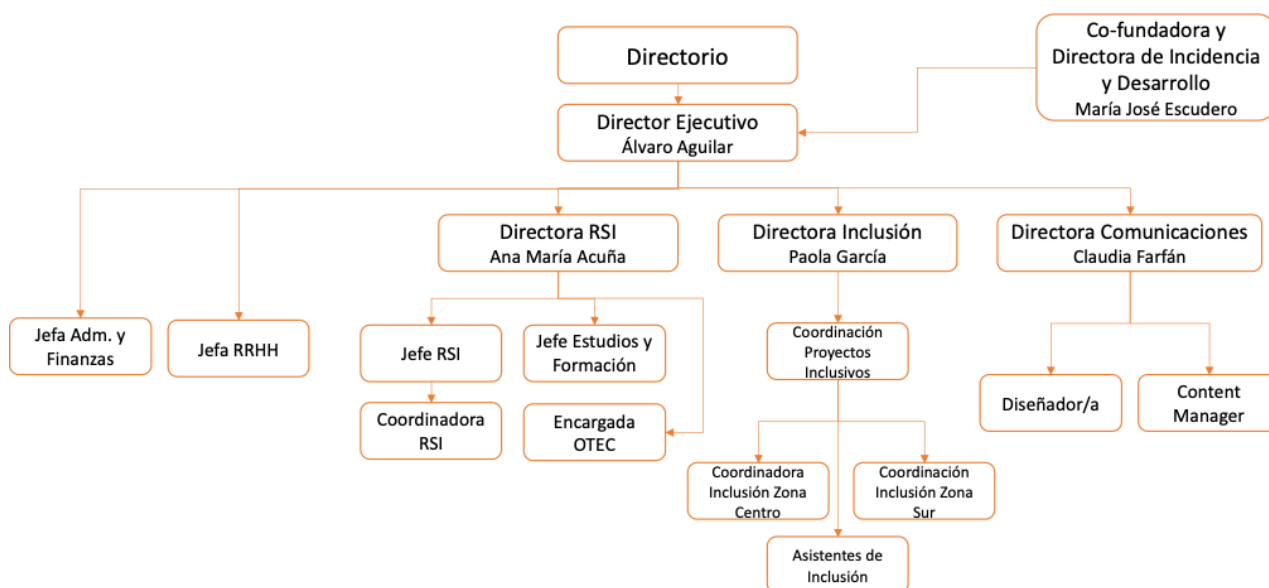 Directorio
Co-fundadora y
Directora de Incidencia
y Desarrollo
María José Escudero
Director Ejecutivo
Álvaro Aguilar
Directora RSI
Ana María Acuña
Directora Inclusión
Paola García
Directora Comunicaciones
Claudia Farfán
Jefa Adm. y
Finanzas
Jefa RRHH
Jefe RSI
Jefe Estudios y
Formación
Coordinación
Proyectos
Inclusivos
Diseñador/a
Content
Manager
Coordinadora
RSI
Encargada
OTEC
Coordinadora
Inclusión Zona
Centro
Coordinación
Inclusión Zona
Sur
Asistentes de
Inclusión